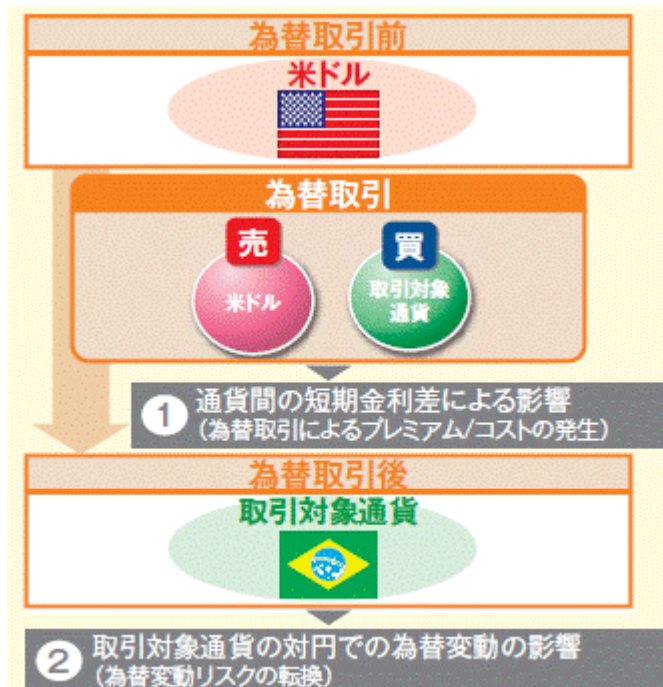 為替取引前
米ドル
為替取引
売
買
米ドル
取引対象
通貨
① 通貨間の短期金利差による影響
（為替取引によるプレミアム/コストの発生）
為替取引後
取引対象通貨
② 取引対象通貨の対円での為替変動の影響
（為替変動リスクの転換）